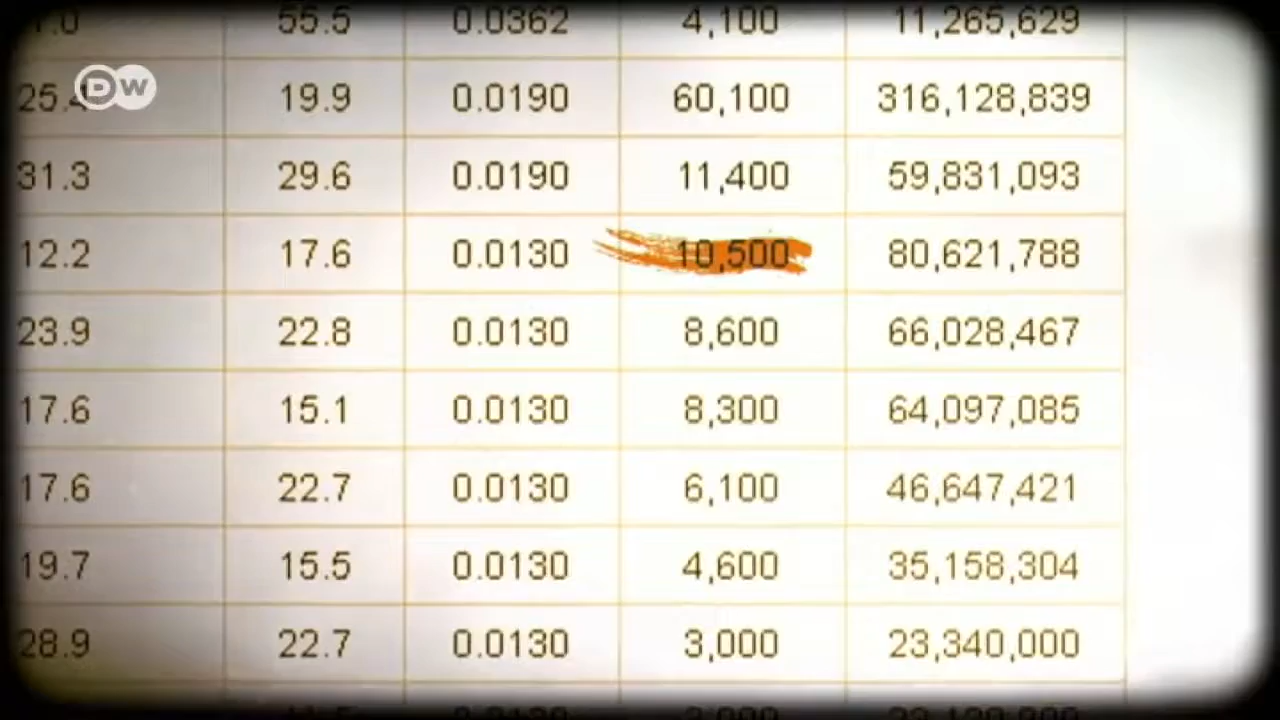 55.5 0.0362 4,100 11,265,629
DW
25.4 19.9 0.0190 60,100 316,128,839
31.3 29.6 0.0190 11,400 59,831,093
12.2 17.6 0.0130 10,500 80,621,788
23.9 22.8 0.0130 8,600 66,028,467
17.6 15.1 0.0130 8,300 64,097,085
17.6 22.7 0.0130 6,100 46,647,421
19.7 15.5 0.0130 4,600 35,158,304
28.9 22.7 0.0130 3,000 23,340,000